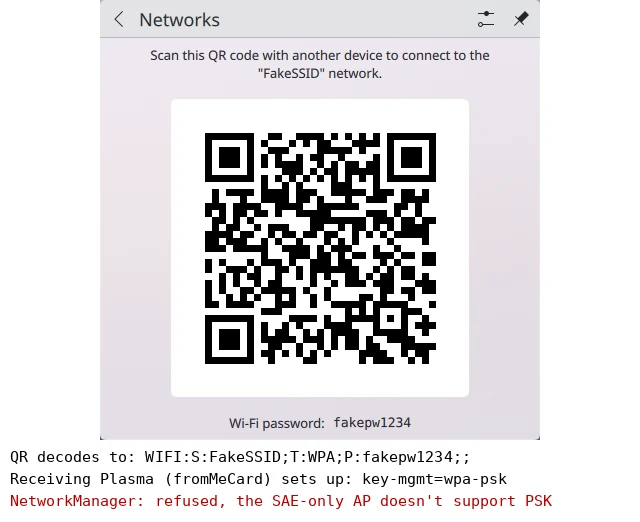 Networks
Scan this QR code with another device to connect to the
"FakeSSID" network.
Wi-Fi password: fakepw1234
QR decodes to: WIFI:S:FakeSSID;T:WPA;P:fakepw1234;;
Receiving Plasma (fromMeCard) sets up: key-mgmt=wpa-psk
NetworkManager: refused, the SAE-only AP doesn't support PSK